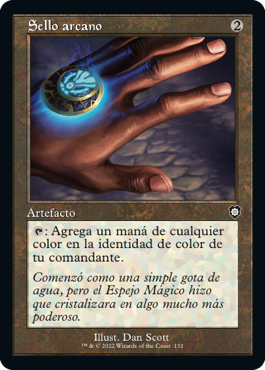 Sello arcano 2
Artefacto
: Agrega un maná de cualquier
color en la identidad de color de
tu comandante.
Comenzó como una simple gota de
agua, pero el Espejo Mágico hizo
que cristalizara en algo mucho más
poderoso.
Illust. Dan Scott
™ & © 2022 Wizards of the Coast 132